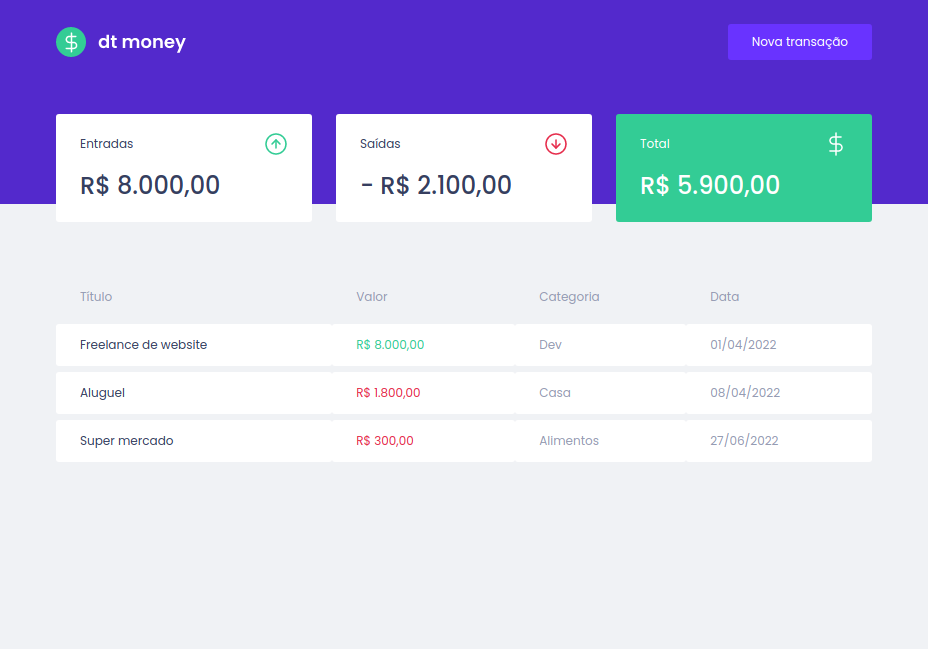 dt money
Nova transação
Entradas
R$ 8.000,00
Saídas
- R$ 2.100,00
Total
R$ 5.900,00
Título Valor Categoria Data
Freelance de website R$ 8.000,00 Dev 01/04/2022
Aluguel R$ 1.800,00 Casa 08/04/2022
Super mercado R$ 300,00 Alimentos 27/06/2022